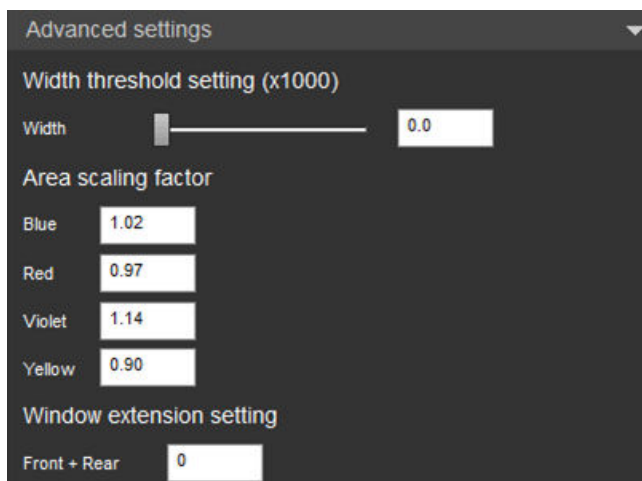 Advanced settings
Width threshold setting (x1000)
Width 0.0
Area scaling factor
Blue 1.02
Red 0.97
Violet 1.14
Yellow 0.90
Window extension setting
Front + Rear 0